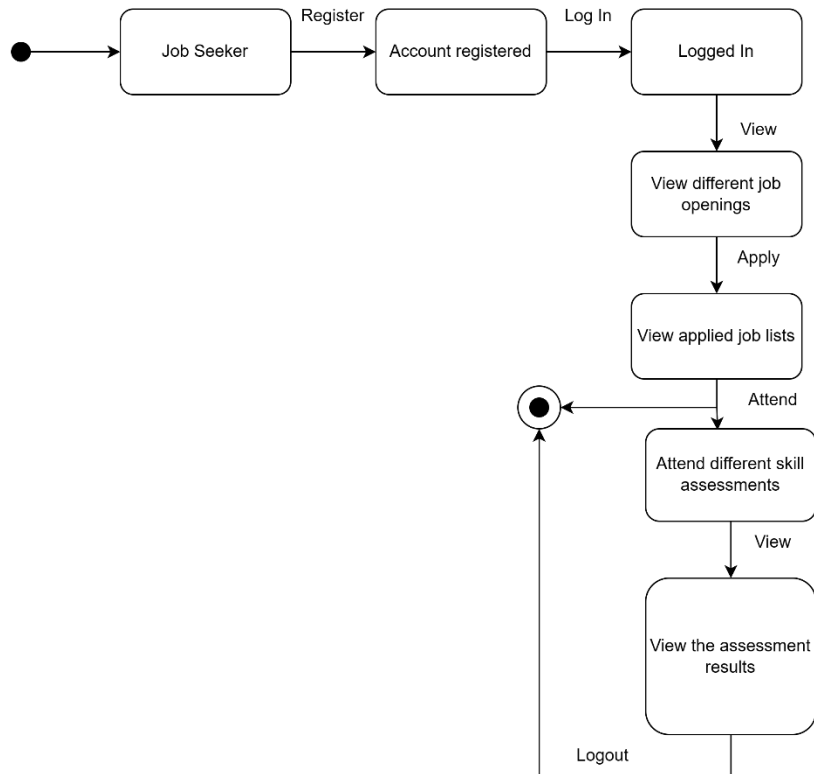 Register
Log In
Job Seeker
Account registered
Logged In
View
View different job
openings
Apply
View applied job lists
Attend
Attend different skill
assessments
View
View the assessment
results
Logout